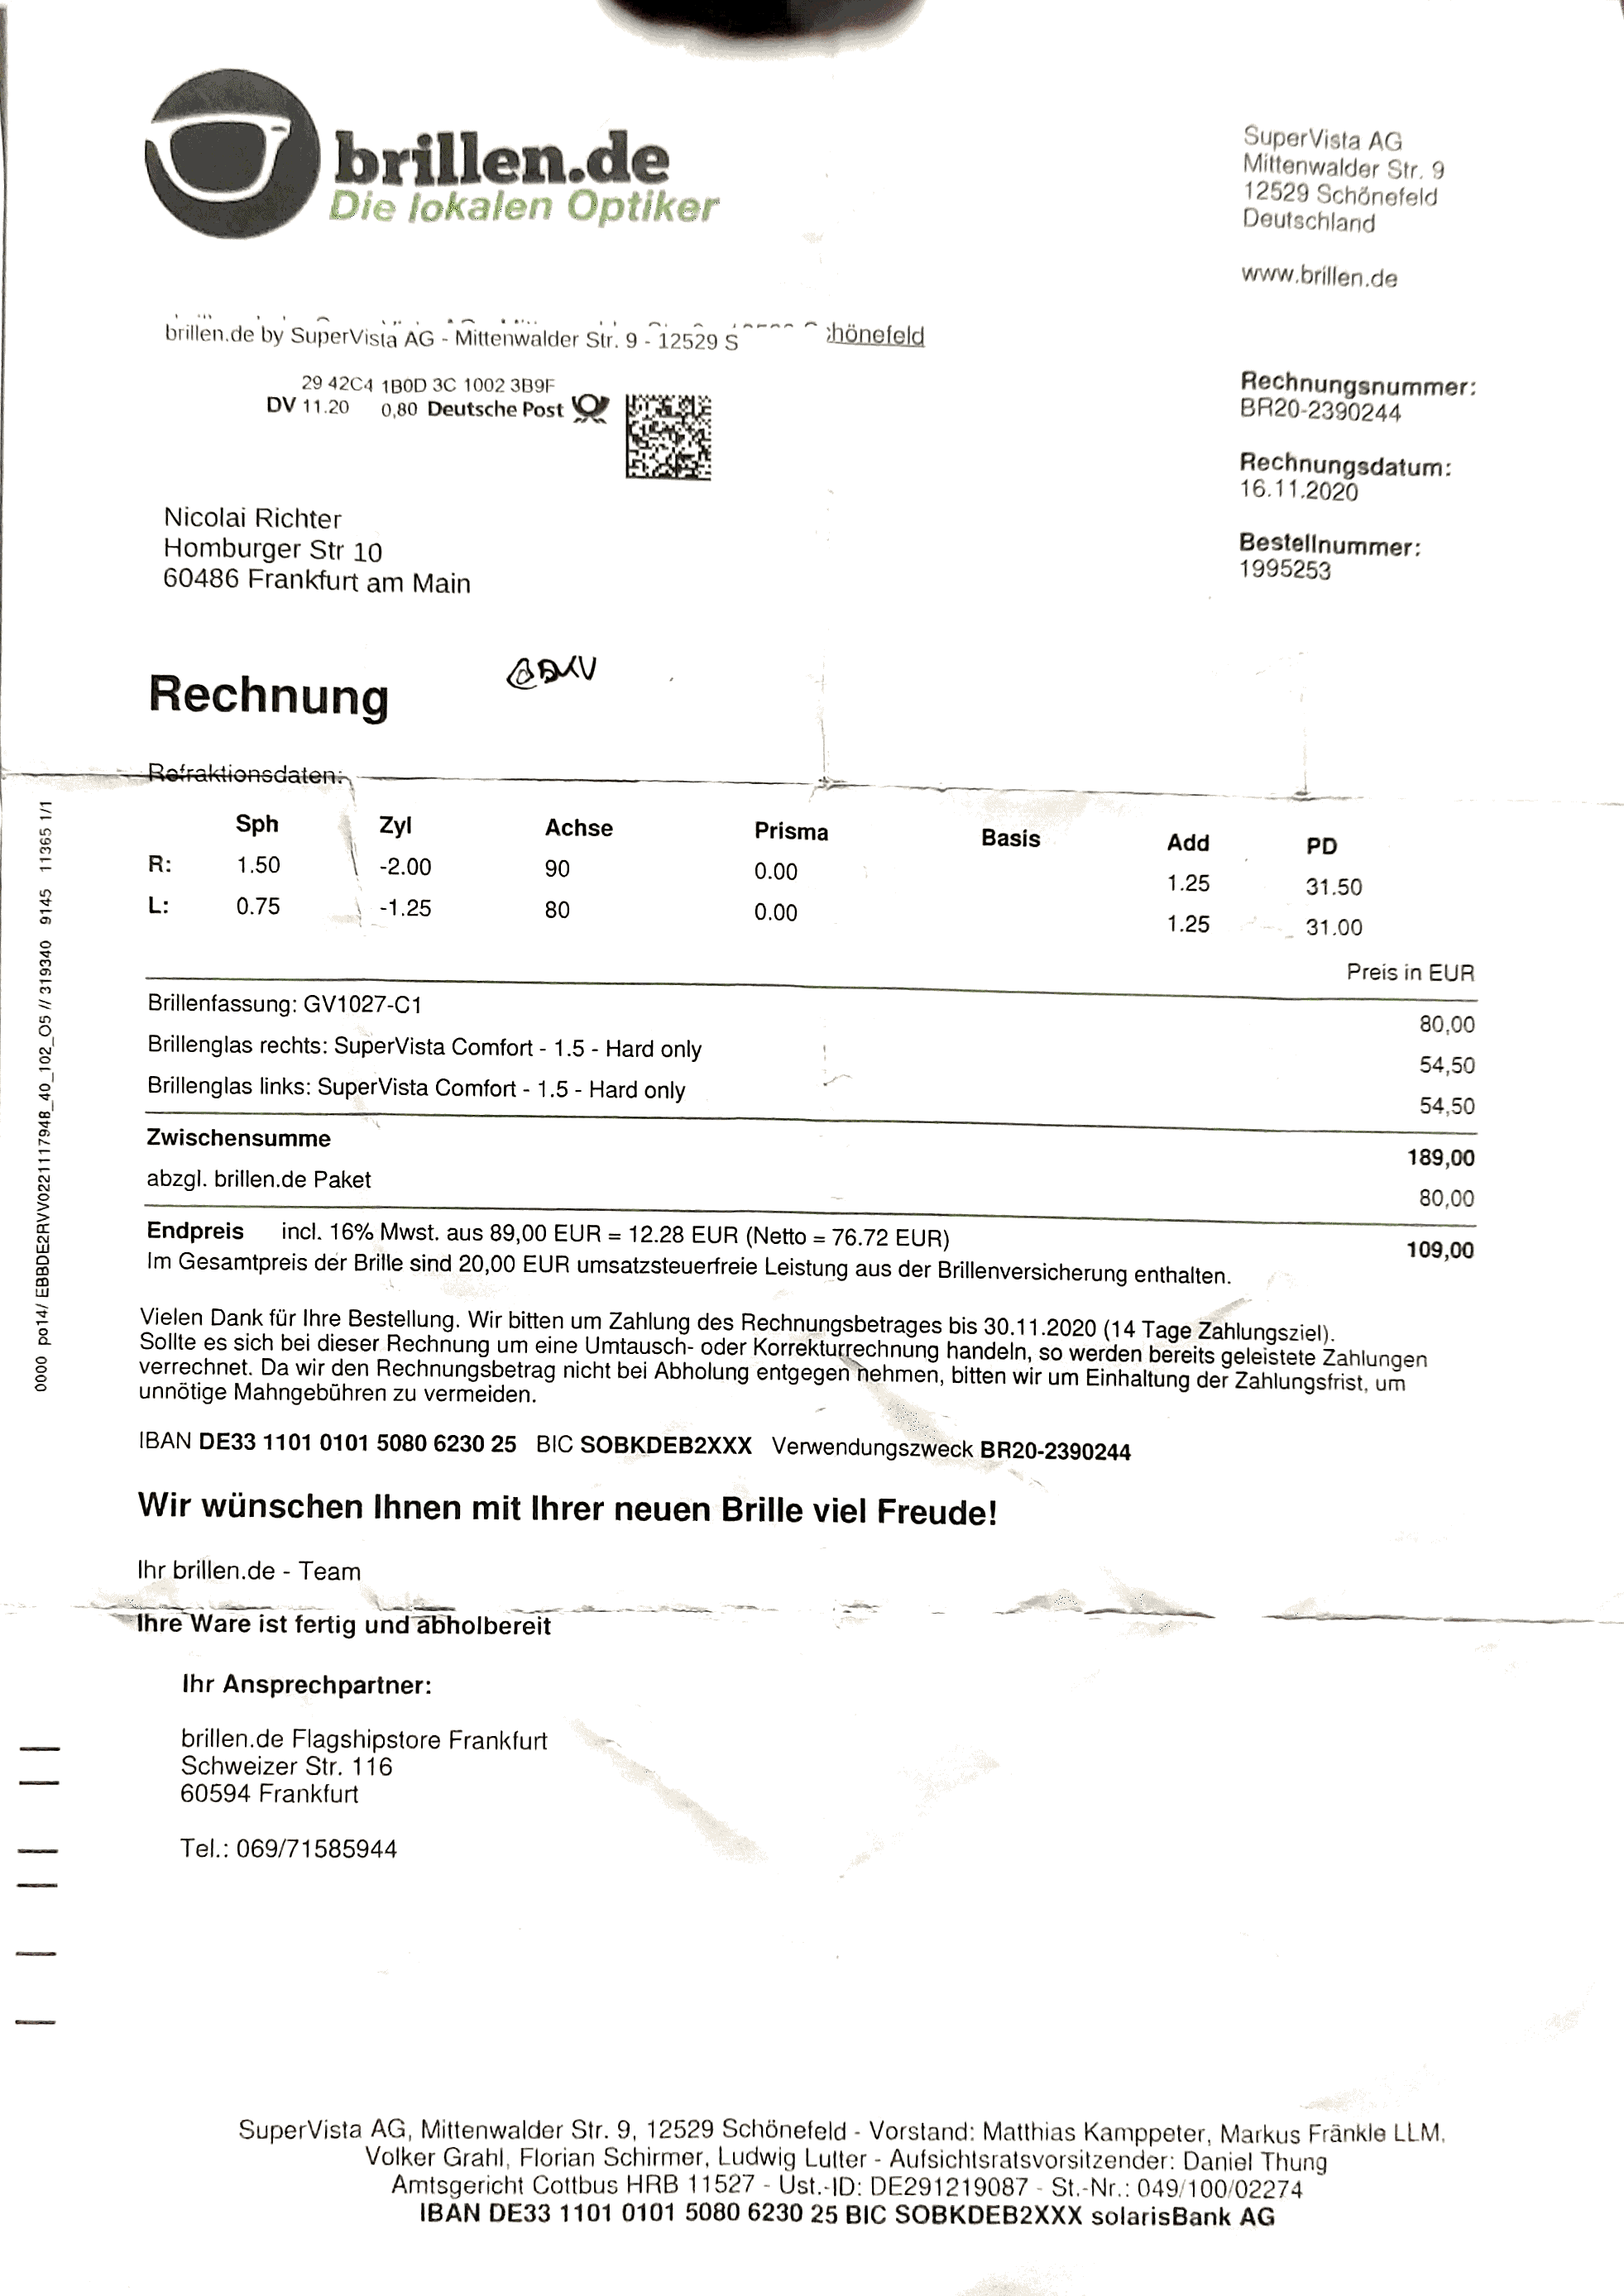 brillen.de
Die lokalen Optiker
SuperVista AG
Mittenwalder Str. 9
12529 Schönefeld
Deutschland
www.brillen.de
brillen.de by SuperVista AG - Mittenwalder Str. 9 - 12529 S chönefeld
29 42C4 1B0D 3C 1002 3B9F
DV 11.20 0,80 Deutsche Post
Rechnungsnummer:
BR20-2390244
Rechnungsdatum:
16.11.2020
Bestellnummer:
1995253
Nicolai Richter
Homburger Str 10
60486 Frankfurt am Main
Rechnung
Refraktionsdaten:
Sph Zyl Achse Prisma Basis Add PD
R: 1.50 -2.00 90 0.00 1.25 31.50
L: 0.75 -1.25 80 0.00 1.25 31.00
Preis in EUR
Brillenfassung: GV1027-C1 80,00
Brillenglas rechts: SuperVista Comfort - 1.5 - Hard only 54,50
Brillenglas links: SuperVista Comfort - 1.5 - Hard only 54,50
Zwischensumme 189,00
abzgl. brillen.de Paket 80,00
Endpreis incl. 16% Mwst. aus 89,00 EUR = 12.28 EUR (Netto = 76.72 EUR) 109,00
Im Gesamtpreis der Brille sind 20,00 EUR umsatzsteuerfreie Leistung aus der Brillenversicherung enthalten.
Vielen Dank für Ihre Bestellung. Wir bitten um Zahlung des Rechnungsbetrages bis 30.11.2020 (14 Tage Zahlungsziel).
Sollte es sich bei dieser Rechnung um eine Umtausch- oder Korrekturrechnung handeln, so werden bereits geleistete Zahlungen
verrechnet. Da wir den Rechnungsbetrag nicht bei Abholung entgegen nehmen, bitten wir um Einhaltung der Zahlungsfrist, um
unnötige Mahngebühren zu vermeiden.
IBAN DE33 1101 0101 5080 6230 25 BIC SOBKDEB2XXX Verwendungszweck BR20-2390244
Wir wünschen Ihnen mit Ihrer neuen Brille viel Freude!
Ihr brillen.de - Team
Ihre Ware ist fertig und abholbereit
Ihr Ansprechpartner:
brillen.de Flagshipstore Frankfurt
Schweizer Str. 116
60594 Frankfurt
Tel.: 069/71585944
0000 po14/ EBBDE2RVV0221117948_40_102_O5 // 319340 9145 11365 1/1
SuperVista AG, Mittenwalder Str. 9, 12529 Schönefeld - Vorstand: Matthias Kamppeter, Markus Fränkle LLM,
Volker Grahl, Florian Schirmer, Ludwig Lutter - Aufsichtsratsvorsitzender: Daniel Thung
Amtsgericht Cottbus HRB 11527 - Ust.-ID: DE291219087 - St.-Nr.: 049/100/02274
IBAN DE33 1101 0101 5080 6230 25 BIC SOBKDEB2XXX solarisBank AG